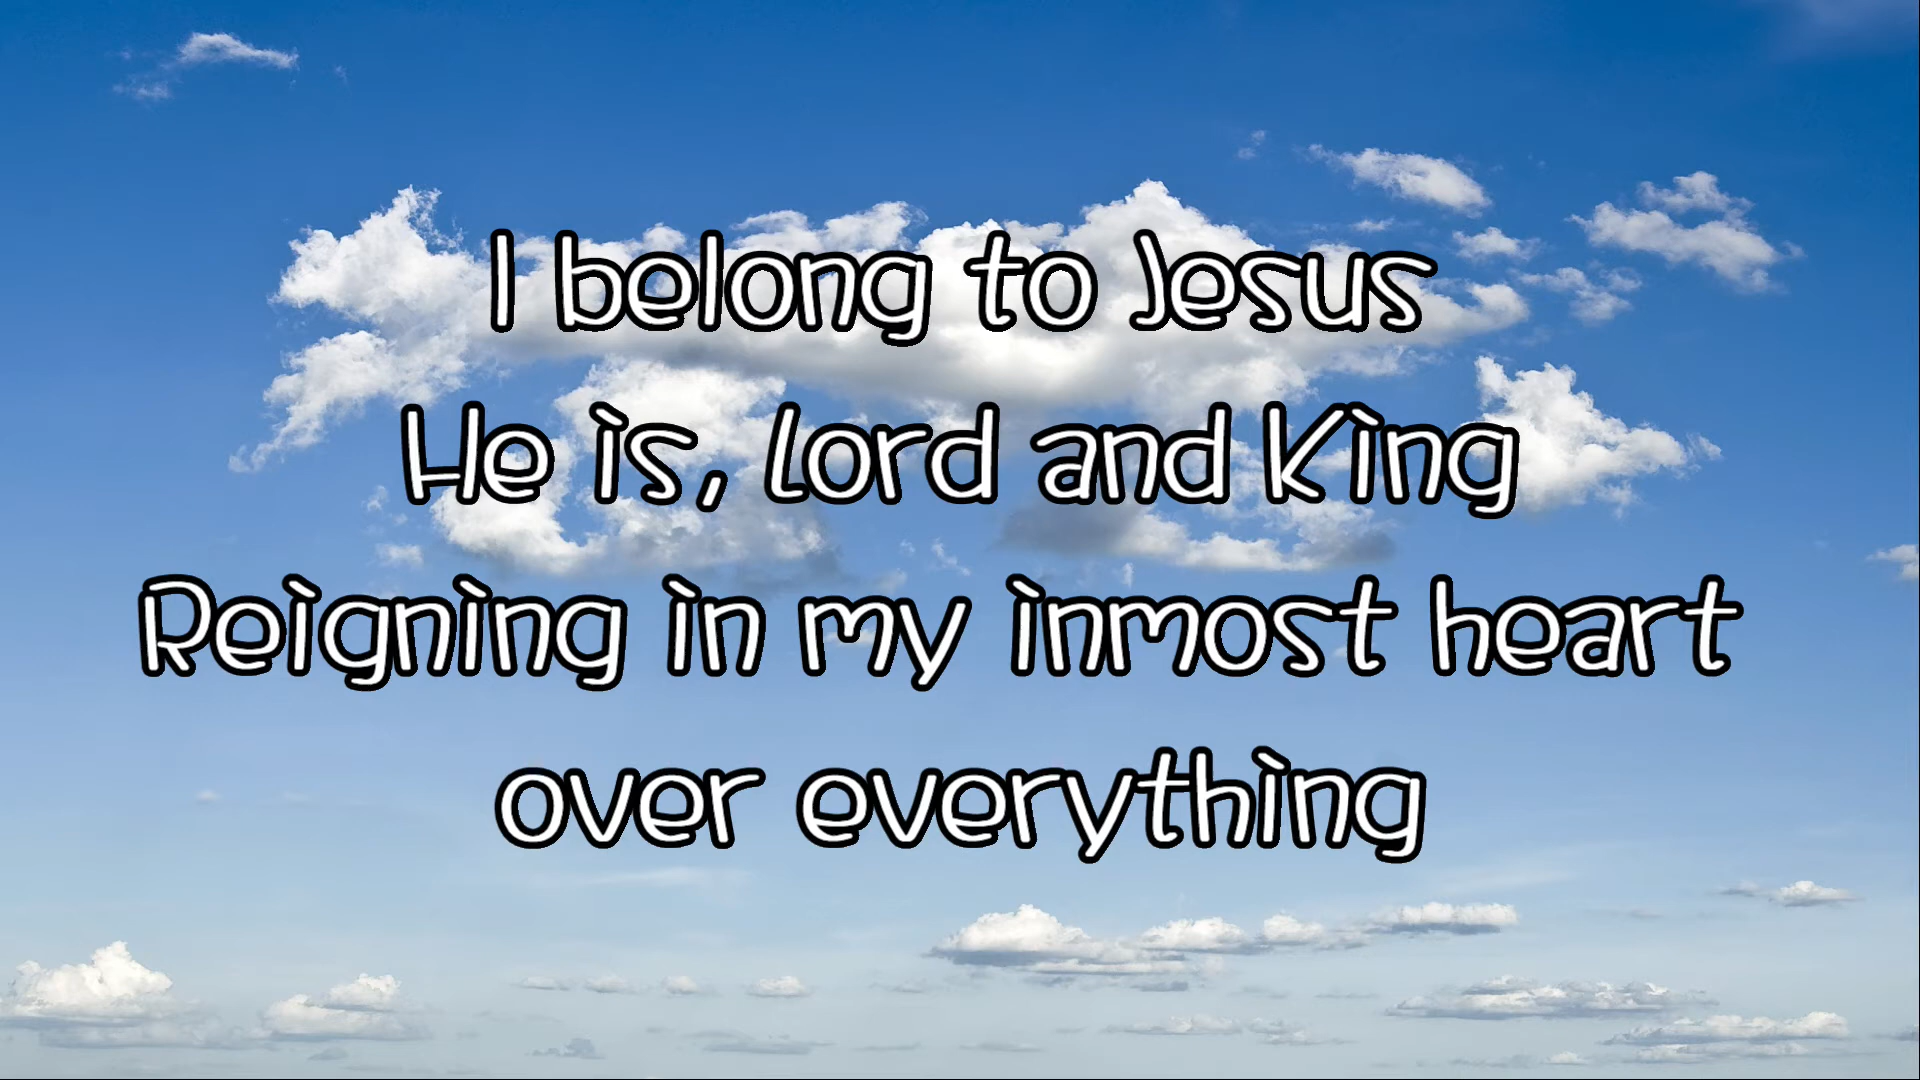 I belong to Jesus
He is, Lord and King
Reigning in my inmost heart
over everything